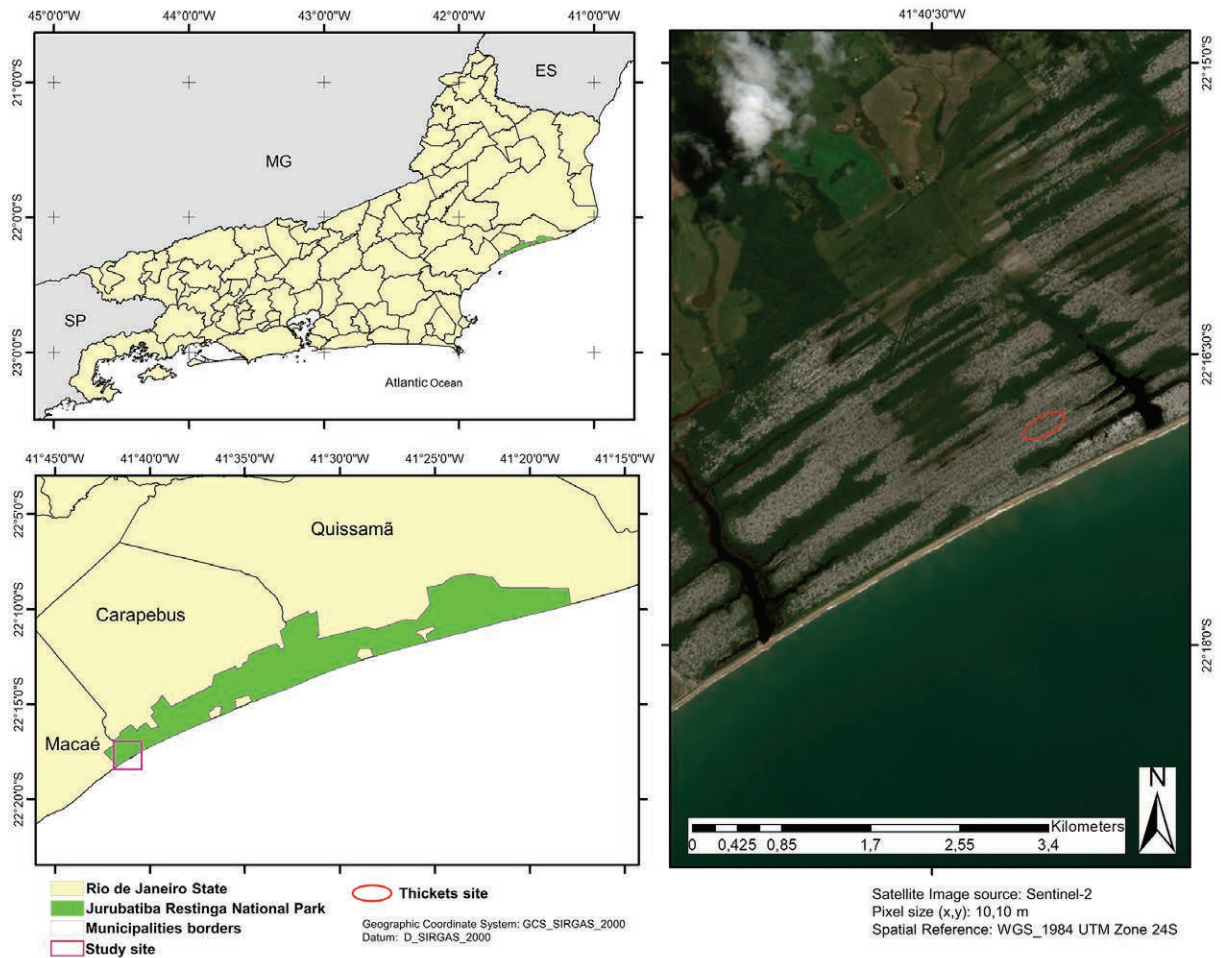 45°0'0"W 44°0'0"W 43°0'0"W 42°0'0"W 41°0'0"W
21°0'0"S
22°0'0"S
23°0'0"S
ES
MG
SP
Atlantic Ocean
41°45'0"W 41°40'0"W 41°35'0"W 41°30'0"W 41°25'0"W 41°20'0"W 41°15'0"W
22°5'0"S
22°10'0"S
22°15'0"S
22°20'0"S
Quissamã
Carapebus
Macaé
Rio de Janeiro State
Jurubatiba Restinga National Park
Municipalities borders
Study site
Thickets site
Geographic Coordinate System: GCS_SIRGAS_2000
Datum: D_SIRGAS_2000
41°40'30"W
22°15'0"S
22°16'30"S
22°18'0"S
N
Kilometers
0 0,425 0,85 1,7 2,55 3,4
Satellite Image source: Sentinel-2
Pixel size (x,y): 10,10 m
Spatial Reference: WGS_1984 UTM Zone 24S